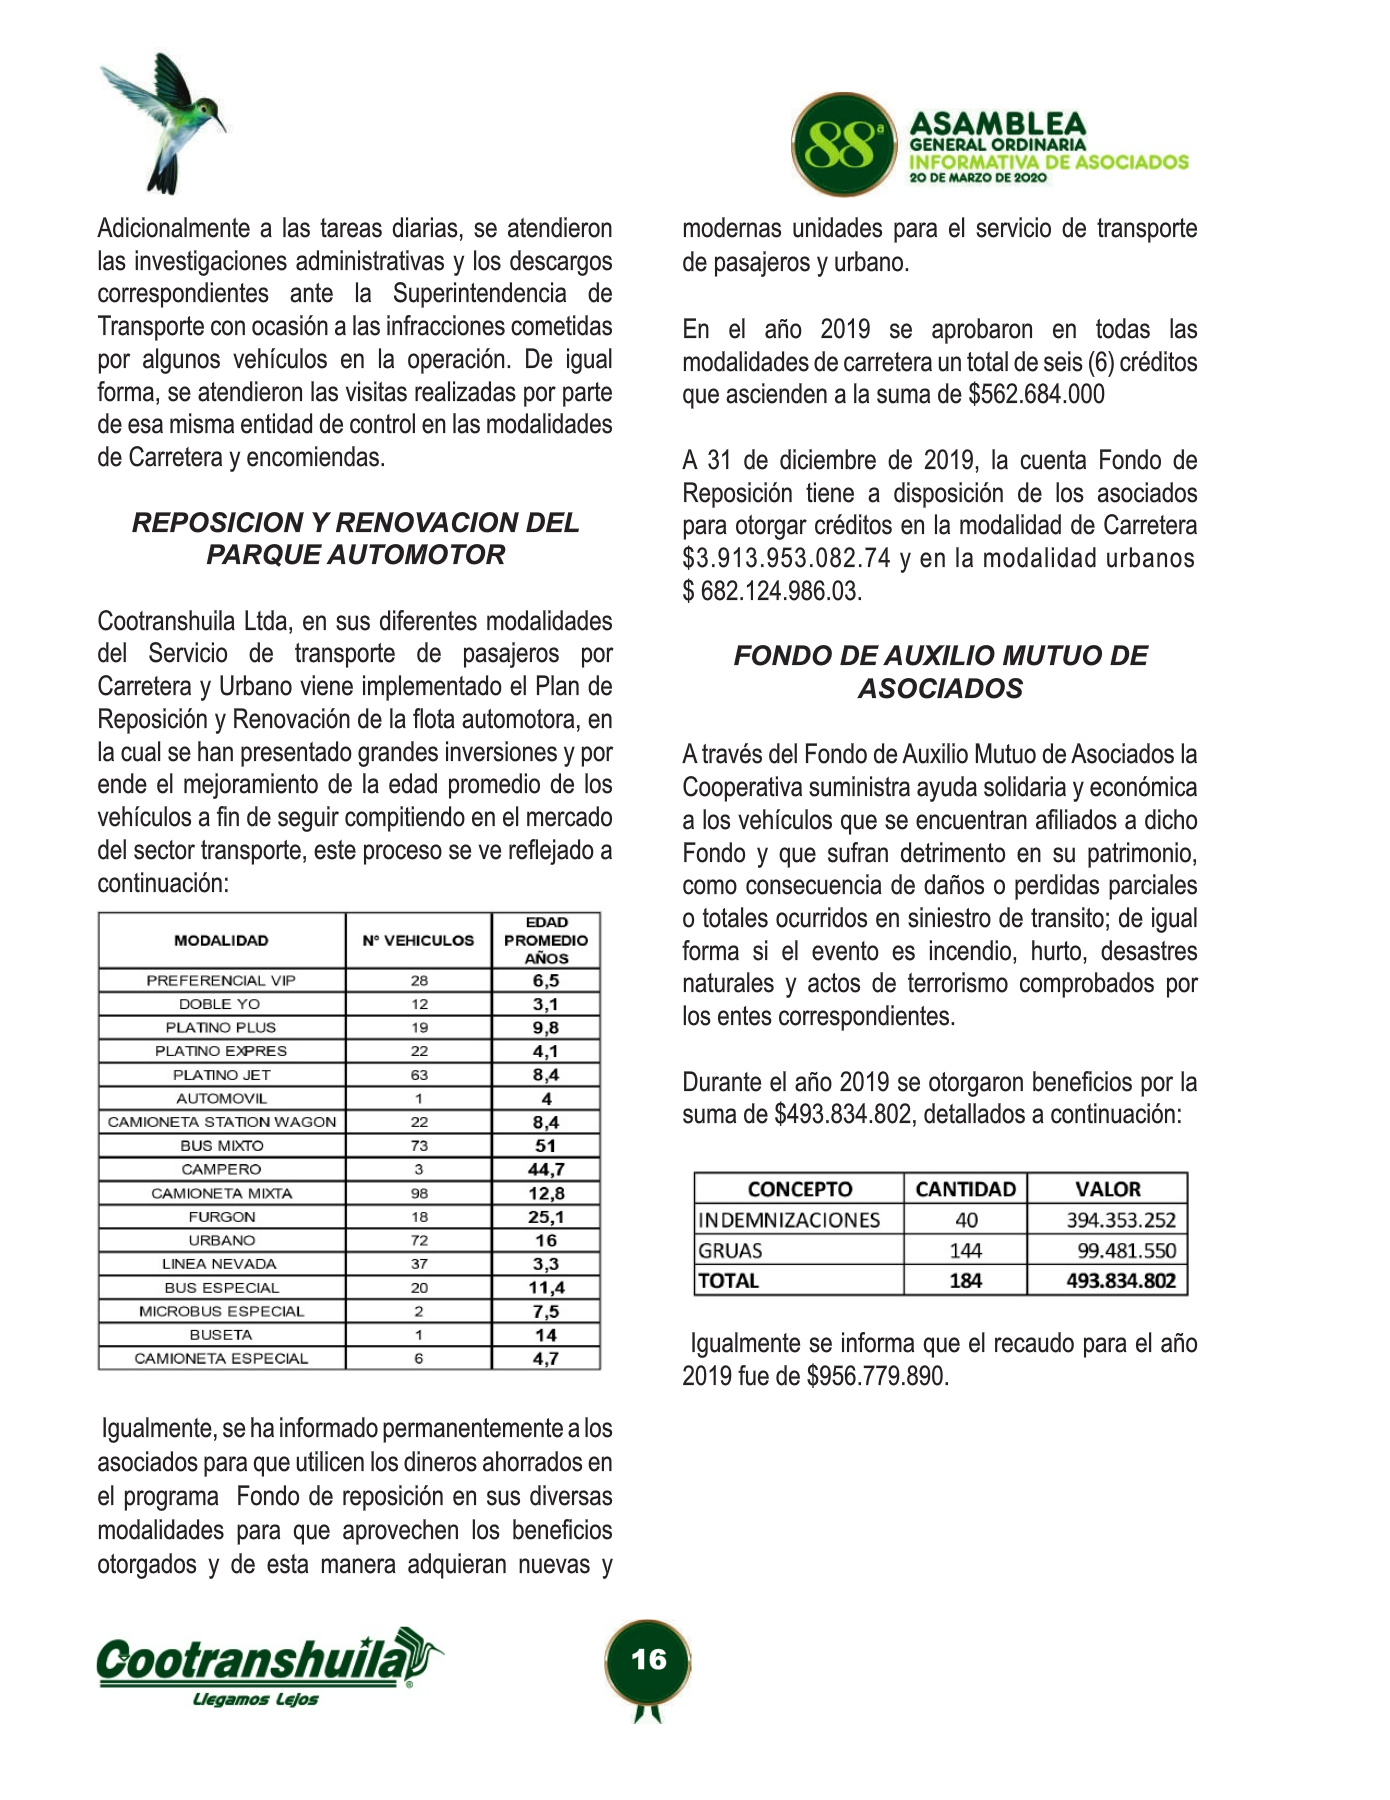 88ª
ASAMBLEA
GENERAL ORDINARIA
INFORMATIVA DE ASOCIADOS
20 DE MARZO DE 2020
Adicionalmente a las tareas diarias, se atendieron
las investigaciones administrativas y los descargos
correspondientes ante la Superintendencia de
Transporte con ocasión a las infracciones cometidas
por algunos vehículos en la operación. De igual
forma, se atendieron las visitas realizadas por parte
de esa misma entidad de control en las modalidades
de Carretera y encomiendas.
REPOSICION Y RENOVACION DEL
PARQUE AUTOMOTOR
Cootranshuila Ltda, en sus diferentes modalidades
del Servicio de transporte de pasajeros por
Carretera y Urbano viene implementado el Plan de
Reposición y Renovación de la flota automotora, en
la cual se han presentado grandes inversiones y por
ende el mejoramiento de la edad promedio de los
vehículos a fin de seguir compitiendo en el mercado
del sector transporte, este proceso se ve reflejado a
continuación:
MODALIDAD N° VEHICULOS EDAD PROMEDIO AÑOS
PREFERENCIAL VIP 28 6,5
DOBLE YO 12 3,1
PLATINO PLUS 19 9,8
PLATINO EXPRES 22 4,1
PLATINO JET 63 8,4
AUTOMOVIL 1 4
CAMIONETA STATION WAGON 22 8,4
BUS MIXTO 73 51
CAMPERO 3 44,7
CAMIONETA MIXTA 98 12,8
FURGON 18 25,1
URBANO 72 16
LINEA NEVADA 37 3,3
BUS ESPECIAL 20 11,4
MICROBUS ESPECIAL 2 7,5
BUSETA 1 14
CAMIONETA ESPECIAL 6 4,7
Igualmente, se ha informado permanentemente a los
asociados para que utilicen los dineros ahorrados en
el programa Fondo de reposición en sus diversas
modalidades para que aprovechen los beneficios
otorgados y de esta manera adquieran nuevas y
modernas unidades para el servicio de transporte
de pasajeros y urbano.
En el año 2019 se aprobaron en todas las
modalidades de carretera un total de seis (6) créditos
que ascienden a la suma de $562.684.000
A 31 de diciembre de 2019, la cuenta Fondo de
Reposición tiene a disposición de los asociados
para otorgar créditos en la modalidad de Carretera
$3.913.953.082.74 y en la modalidad urbanos
$ 682.124.986.03.
FONDO DE AUXILIO MUTUO DE
ASOCIADOS
A través del Fondo de Auxilio Mutuo de Asociados la
Cooperativa suministra ayuda solidaria y económica
a los vehículos que se encuentran afiliados a dicho
Fondo y que sufran detrimento en su patrimonio,
como consecuencia de daños o perdidas parciales
o totales ocurridos en siniestro de transito; de igual
forma si el evento es incendio, hurto, desastres
naturales y actos de terrorismo comprobados por
los entes correspondientes.
Durante el año 2019 se otorgaron beneficios por la
suma de $493.834.802, detallados a continuación:
CONCEPTO CANTIDAD VALOR
INDEMNIZACIONES 40 394.353.252
GRUAS 144 99.481.550
TOTAL 184 493.834.802
Igualmente se informa que el recaudo para el año
2019 fue de $956.779.890.
Cootranshuila®
Llegamos Lejos
16